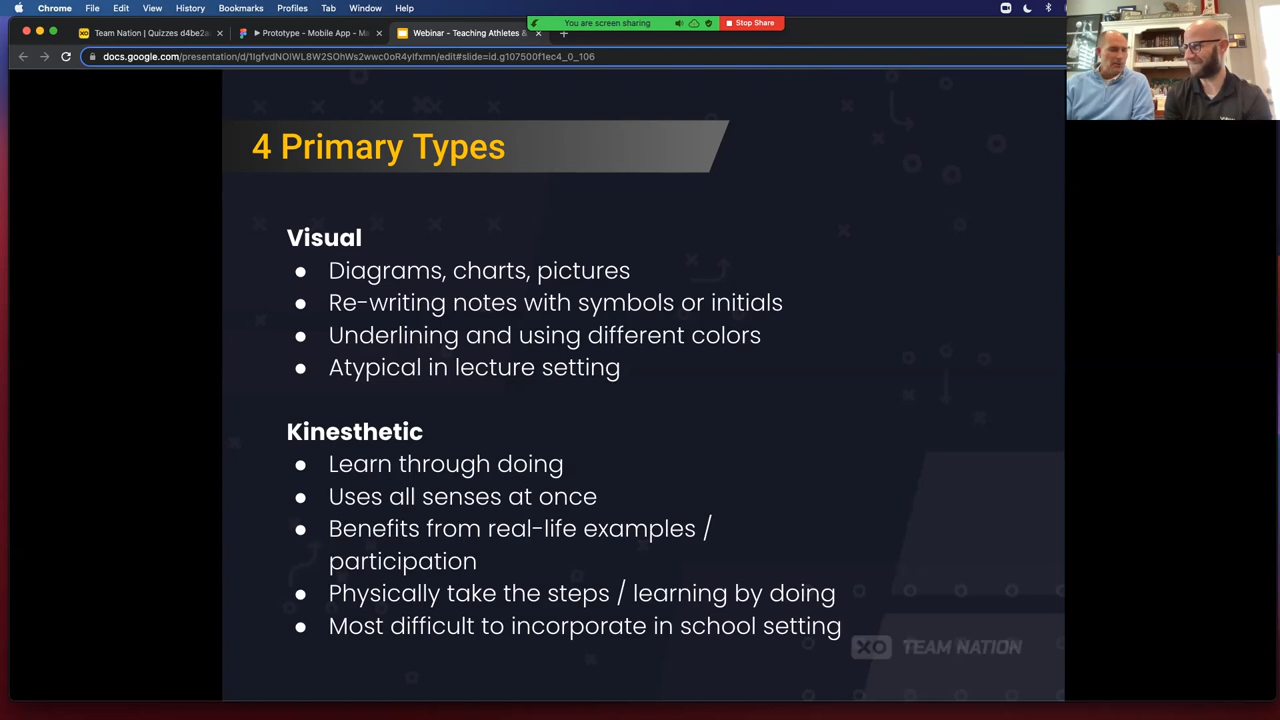 Chrome File Edit View History Bookmarks Profiles Tab Window Help
You are screen sharing Stop Share
Team Nation | Quizzes d4be2a
Prototype - Mobile App - Ma
Webinar - Teaching Athletes &
docs.google.com/presentation/d/1IgfvdNOIWL8W2SOhWs2wwc0oR4yIfxmn/edit#slide=id.g107500f1ec4_0_106
4 Primary Types
Visual
● Diagrams, charts, pictures
● Re-writing notes with symbols or initials
● Underlining and using different colors
● Atypical in lecture setting
Kinesthetic
● Learn through doing
● Uses all senses at once
● Benefits from real-life examples /
participation
● Physically take the steps / learning by doing
● Most difficult to incorporate in school setting
XO TEAM NATION